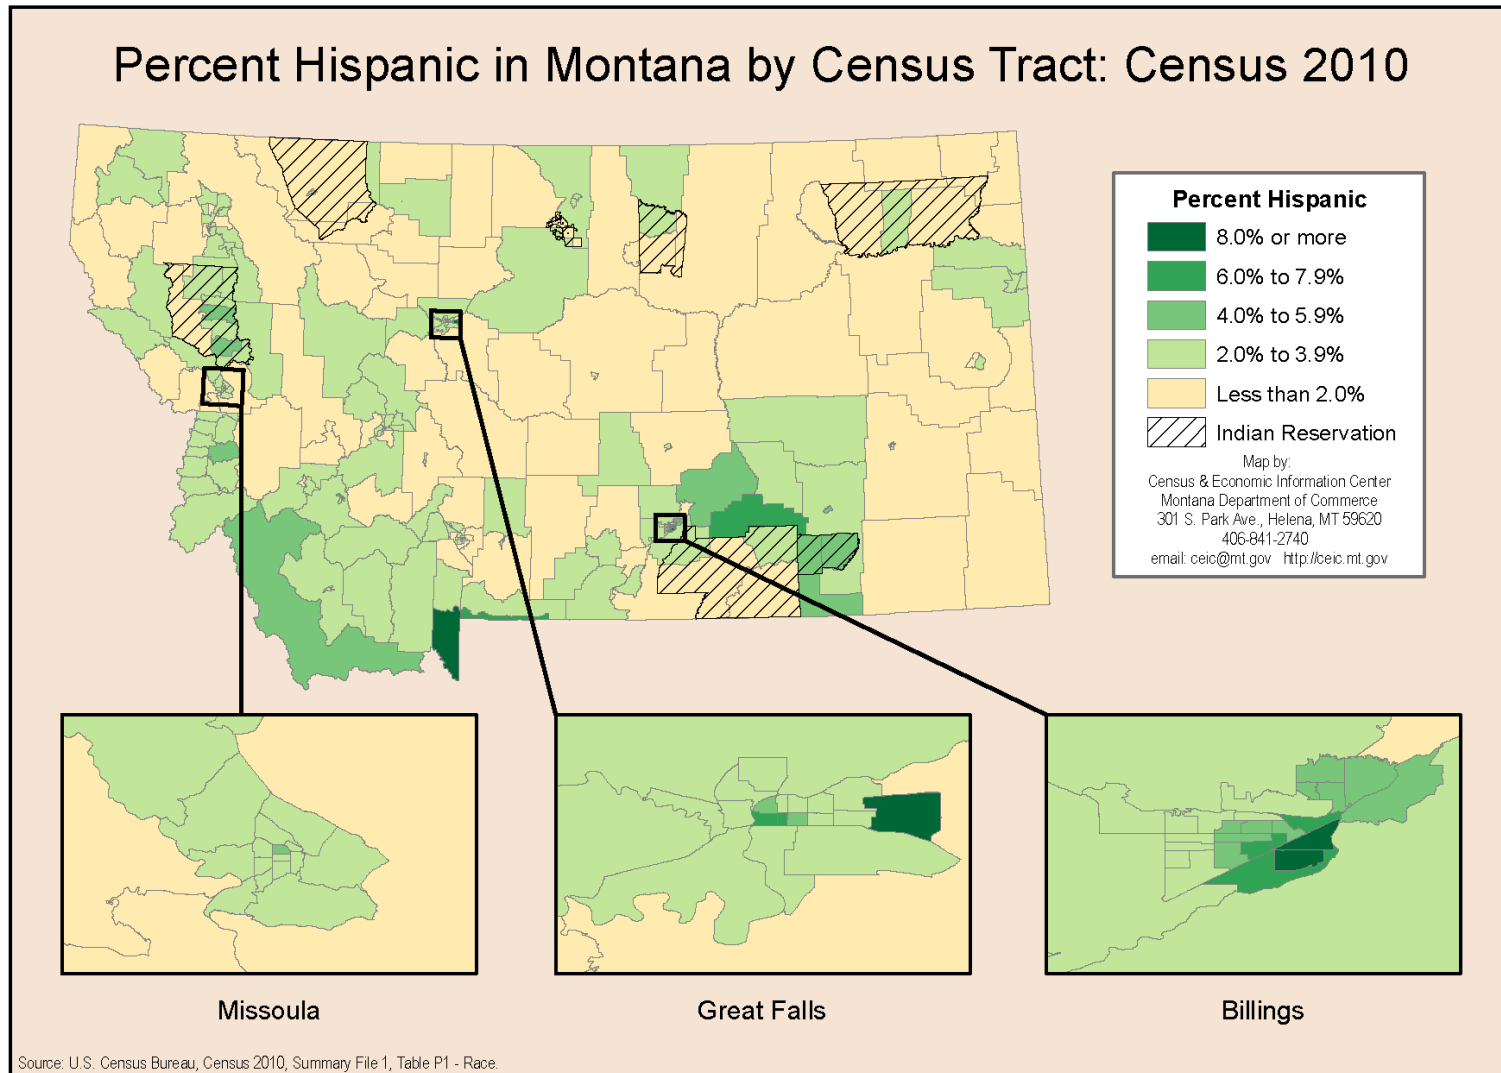 Percent Hispanic in Montana by Census Tract: Census 2010
Percent Hispanic
8.0% or more
6.0% to 7.9%
4.0% to 5.9%
2.0% to 3.9%
Less than 2.0%
Indian Reservation
Map by:
Census & Economic Information Center
Montana Department of Commerce
301 S. Park Ave., Helena, MT 59620
406-841-2740
email: ceic@mt.gov http://ceic.mt.gov
Missoula
Great Falls
Billings
Source: U.S. Census Bureau, Census 2010, Summary File 1, Table P1 - Race.